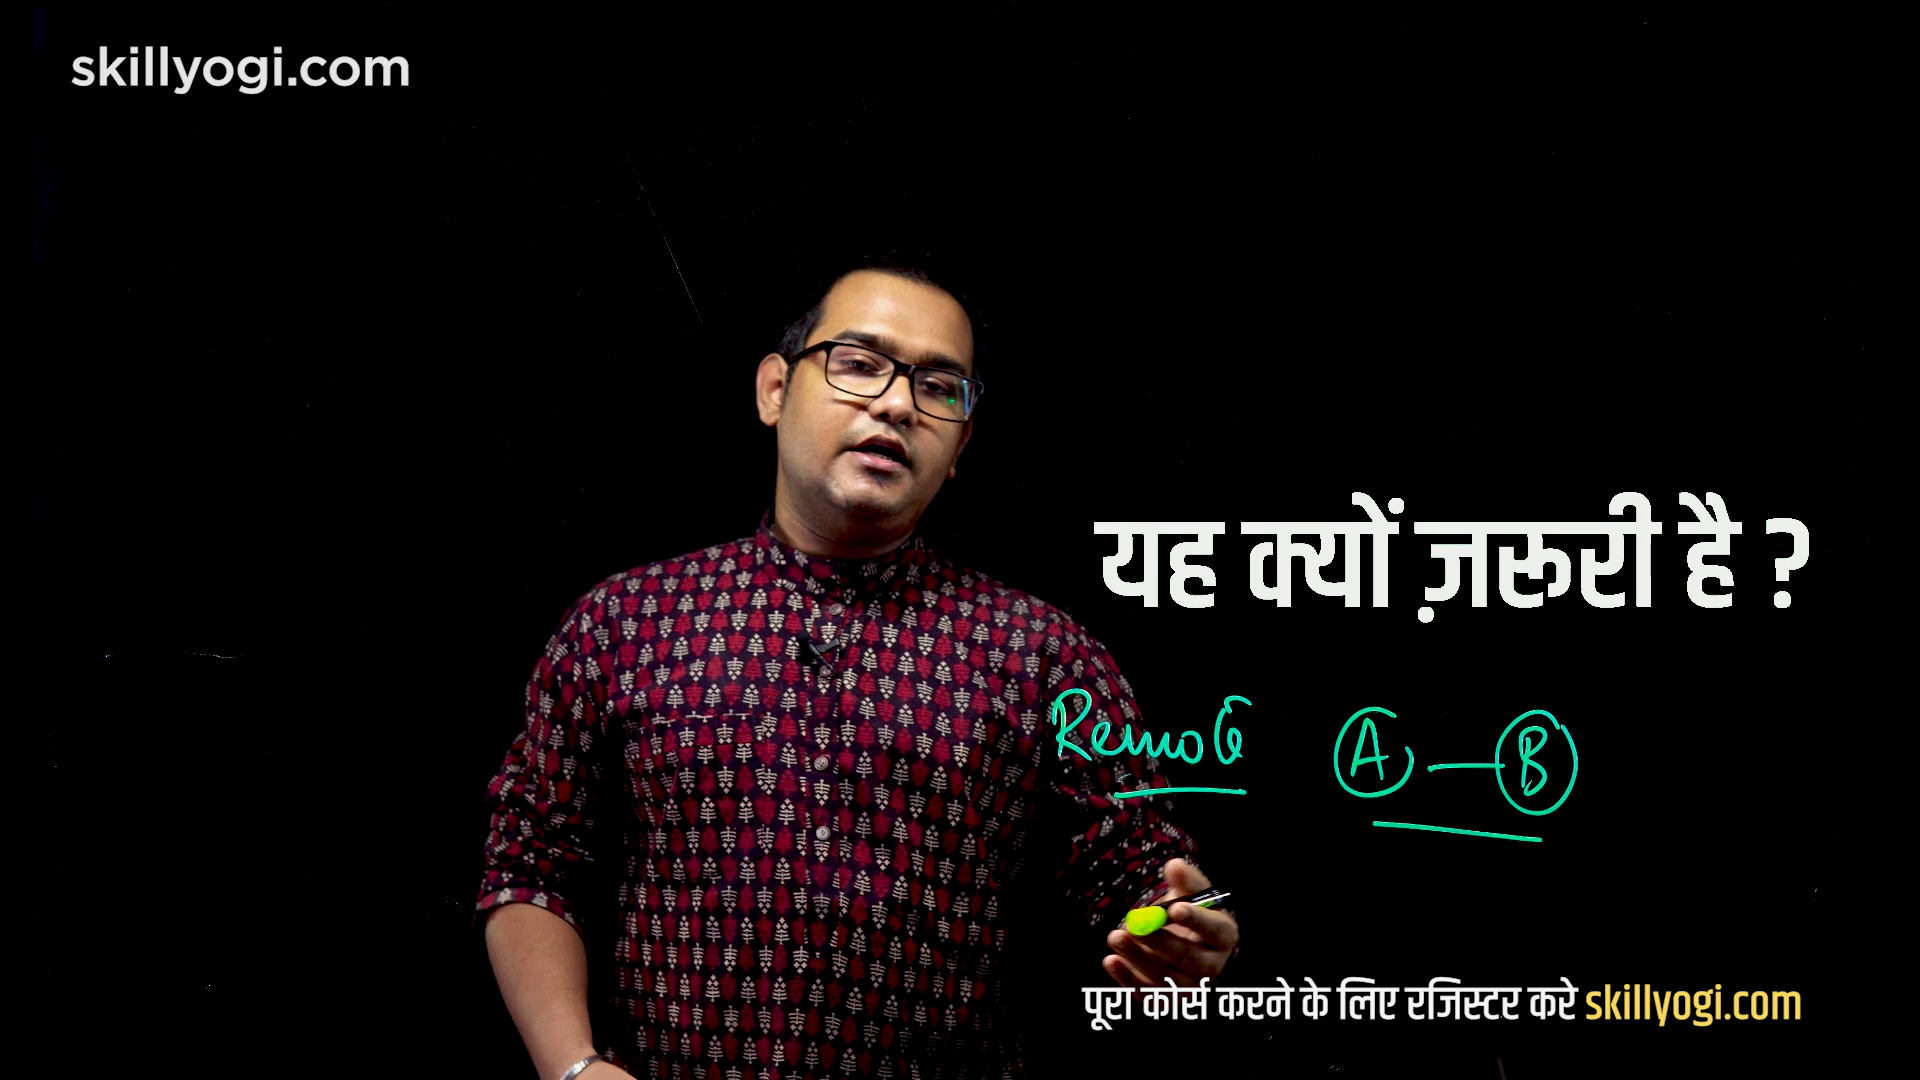 skillyogi.com
यह क्यों ज़रूरी है ?
Remote A — B
पूरा कोर्स करने के लिए रजिस्टर करे skillyogi.com